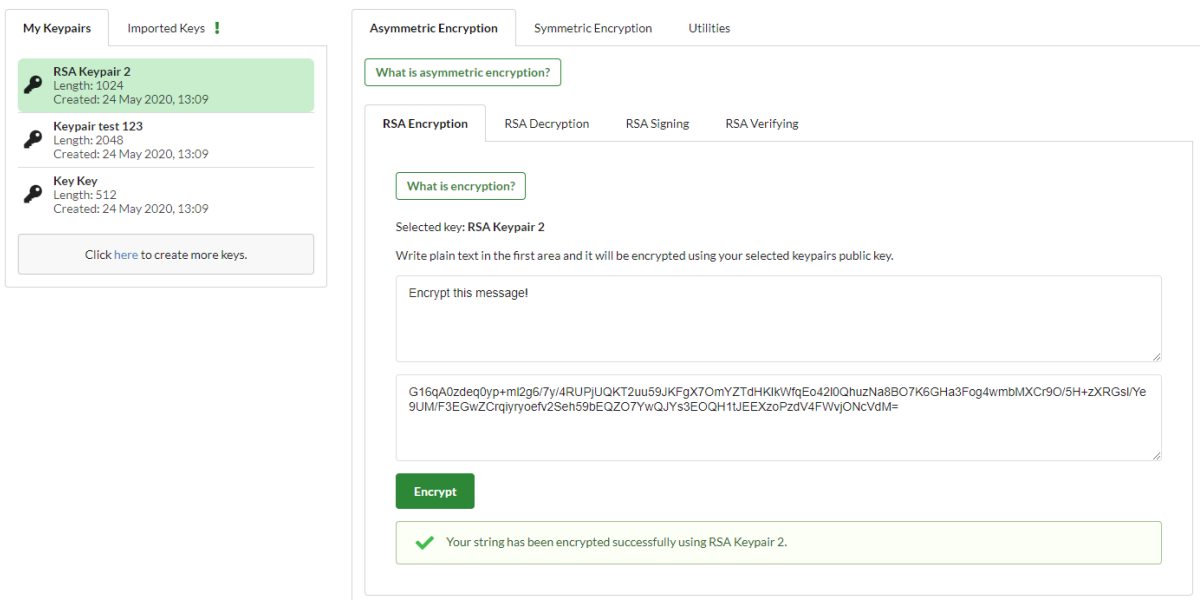 My Keypairs
Imported Keys
RSA Keypair 2
Length: 1024
Created: 24 May 2020, 13:09
Keypair test 123
Length: 2048
Created: 24 May 2020, 13:09
Key Key
Length: 512
Created: 24 May 2020, 13:09
Click here to create more keys.
Asymmetric Encryption
Symmetric Encryption
Utilities
What is asymmetric encryption?
RSA Encryption
RSA Decryption
RSA Signing
RSA Verifying
What is encryption?
Selected key: RSA Keypair 2
Write plain text in the first area and it will be encrypted using your selected keypairs public key.
Encrypt this message!
G16qA0zdeq0yp+ml2g6/7y/4RUPjUQKT2uu59JKFgX7OmYZTdHKIkWfqEo42I0QhuzNa8BO7K6GHa3Fog4wmbMXCr9O/5H+zXRGsI/Ye
9UM/F3EGwZCrqiyryoefv2Seh59bEQZO7YwQJYs3EOQH1tJEEXzoPzdV4FWvjONcVdM=
Encrypt
Your string has been encrypted successfully using RSA Keypair 2.